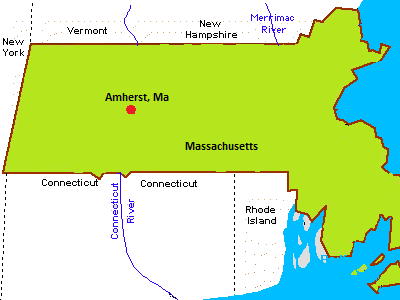 Merrimac
River
New
Hampshire
Vermont
New
York
Amherst, Ma
Massachusetts
Connecticut
Connecticut
Connecticut
River
Rhode
Island